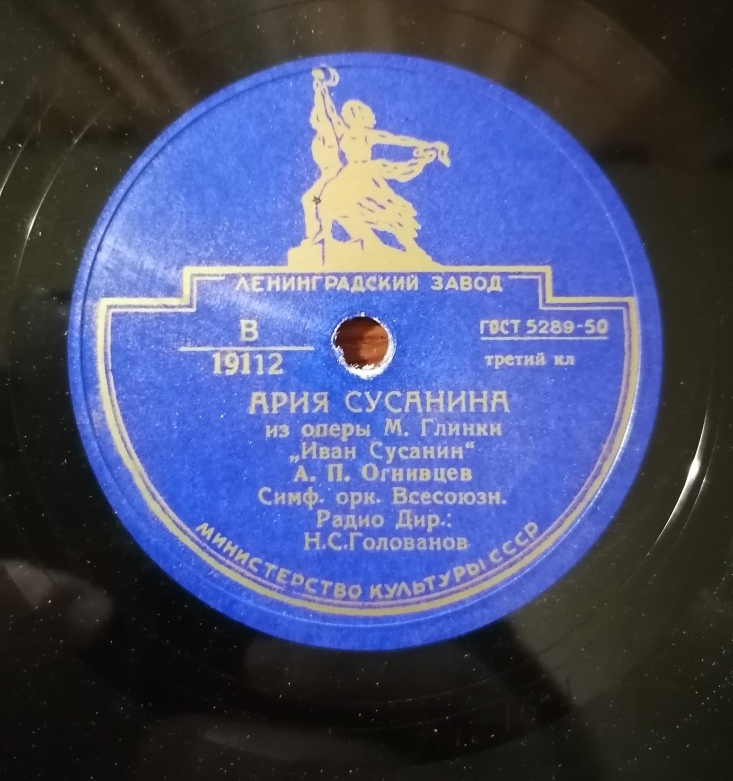 ЛЕНИНГРАДСКИЙ ЗАВОД
В
19112
ГОСТ 5289-50
третий кл
АРИЯ СУСАНИНА
из оперы М. Глинки
„Иван Сусанин“
А. П. Огнивцев
Симф. орк. Всесоюзн.
Радио Дир.:
Н.С.Голованов
МИНИСТЕРСТВО КУЛЬТУРЫ СССР